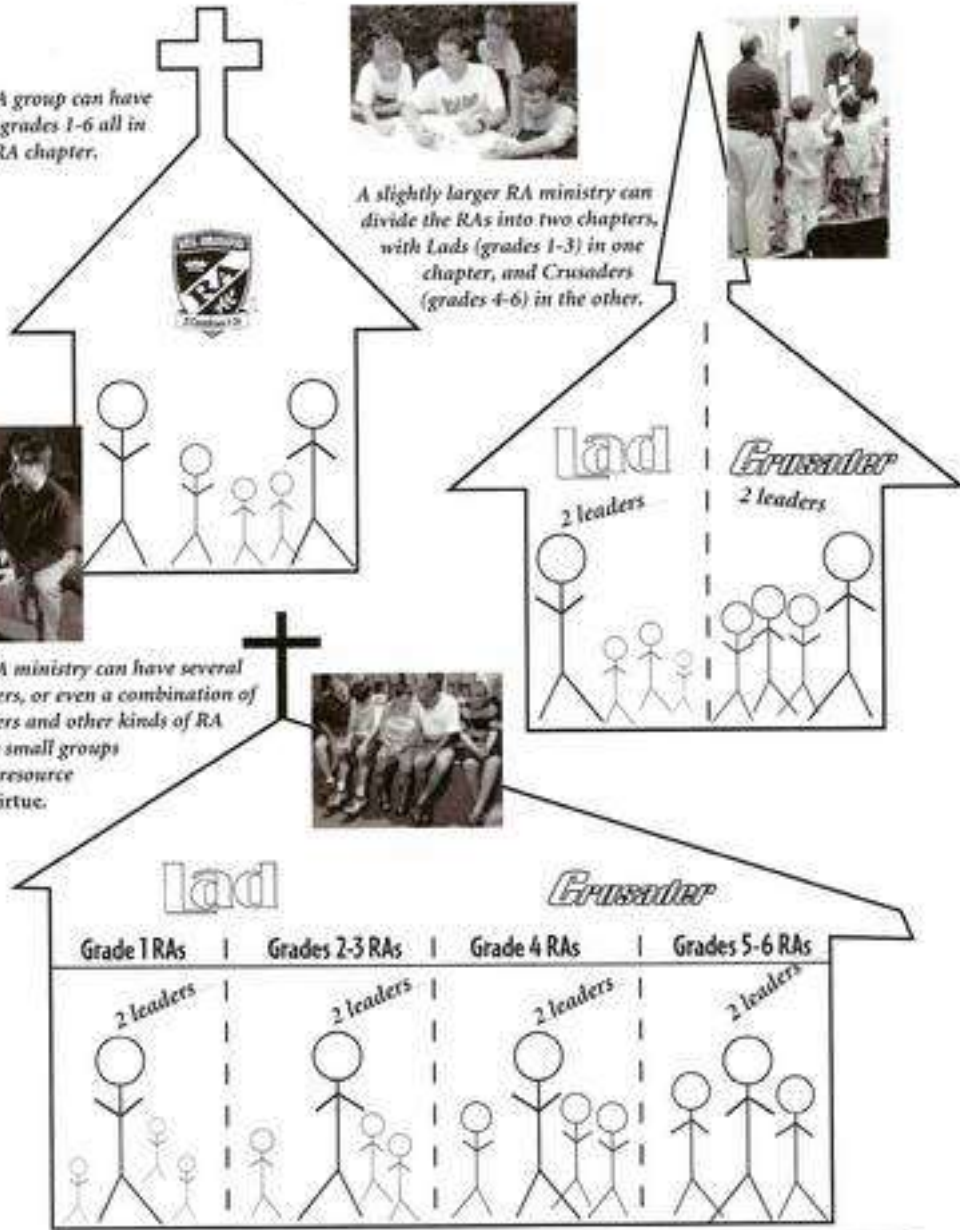 A group can have
grades 1-6 all in
RA chapter.
A slightly larger RA ministry can
divide the RAs into two chapters,
with Lads (grades 1-3) in one
chapter, and Crusaders
(grades 4-6) in the other.
RA
Lad
2 leaders
Crusader
2 leaders
A ministry can have several
ers, or even a combination of
ers and other kinds of RA
small groups
resource
irtue.
Lad
Crusader
Grade 1 RAs
Grades 2-3 RAs
Grade 4 RAs
Grades 5-6 RAs
2 leaders
2 leaders
2 leaders
2 leaders